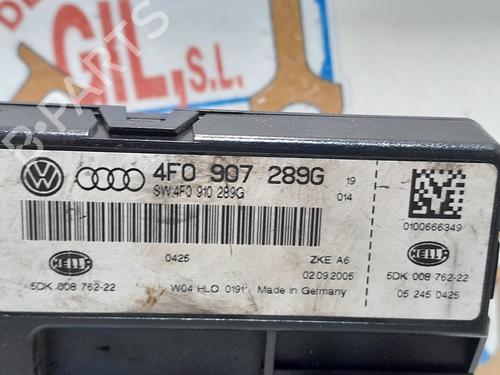 GIL, S.L.
B-PARTS
4F0 907 289G
SW 4F0 910 289G
19
014
0100666349
HELLA
0425
ZKE A6
02.09.2005
HELLA
5DK 008 762-22
W04 HLO 0191
Made in Germany
5DK 008 762-22
05 245 0425